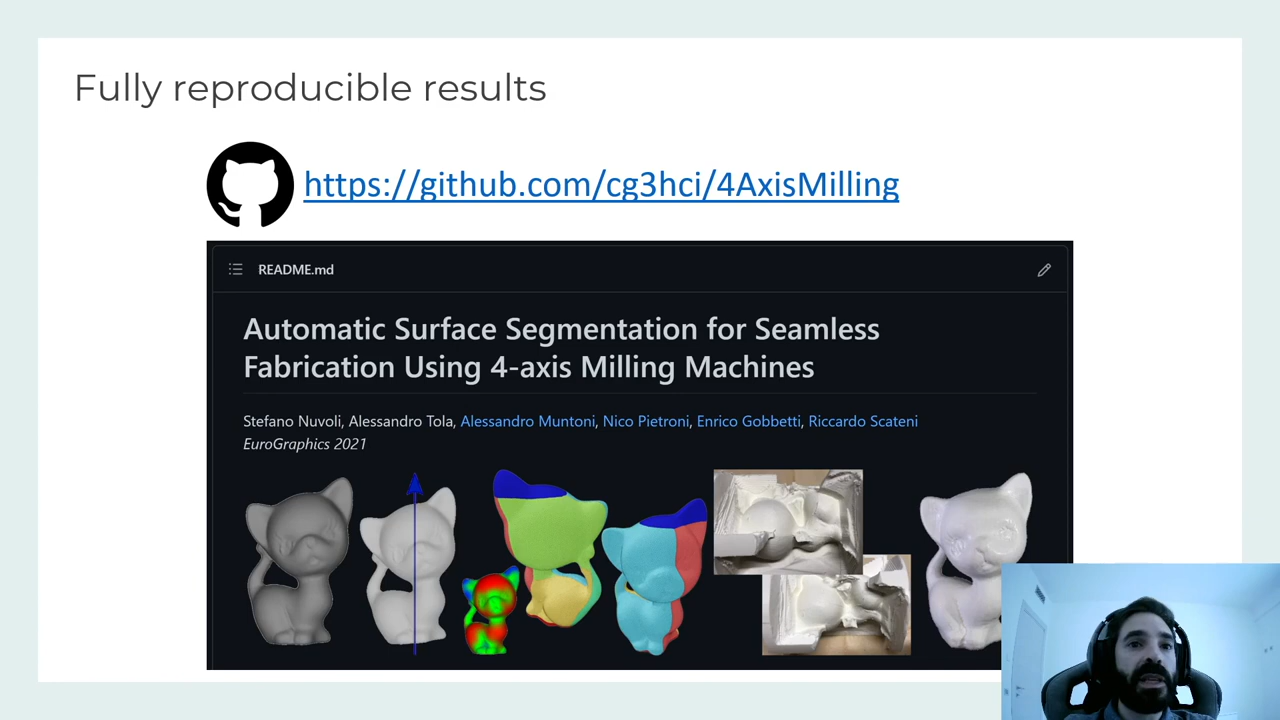 Fully reproducible results
https://github.com/cg3hci/4AxisMilling
README.md
Automatic Surface Segmentation for Seamless
Fabrication Using 4-axis Milling Machines
Stefano Nuvoli, Alessandro Tola, Alessandro Muntoni, Nico Pietroni, Enrico Gobbetti, Riccardo Scateni
EuroGraphics 2021